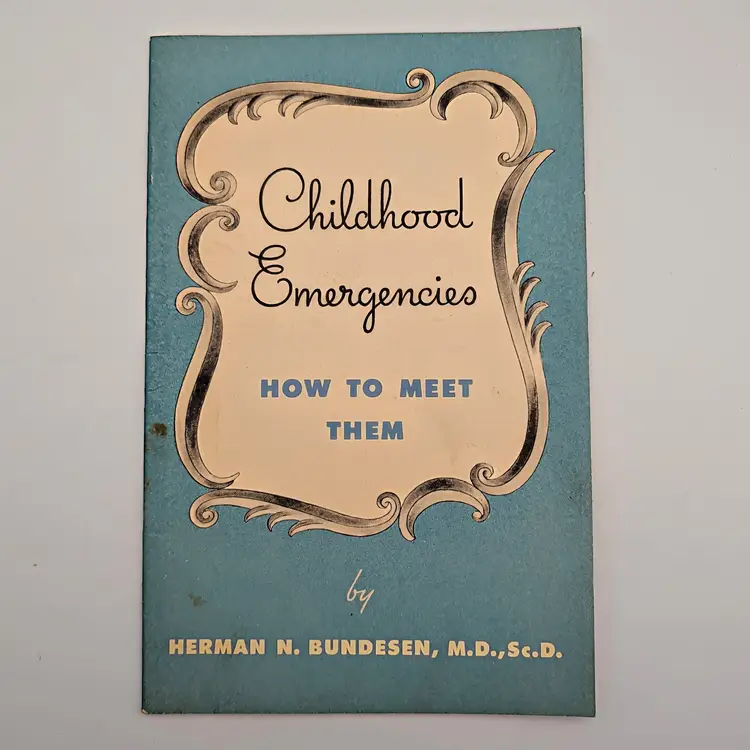 Childhood
Emergencies
HOW TO MEET
THEM
by
HERMAN N. BUNDESEN, M.D., Sc.D.